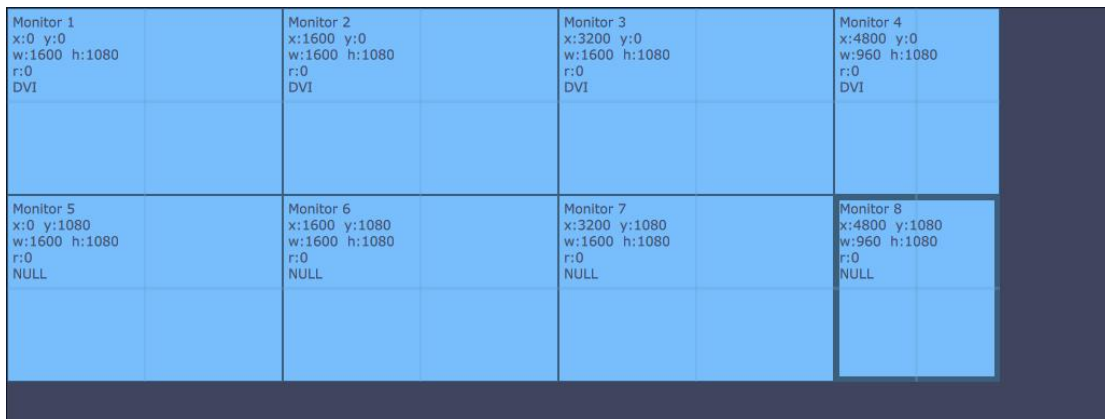 Monitor 1
x:0 y:0
w:1600 h:1080
r:0
DVI
Monitor 2
x:1600 y:0
w:1600 h:1080
r:0
DVI
Monitor 3
x:3200 y:0
w:1600 h:1080
r:0
DVI
Monitor 4
x:4800 y:0
w:960 h:1080
r:0
DVI
Monitor 5
x:0 y:1080
w:1600 h:1080
r:0
NULL
Monitor 6
x:1600 y:1080
w:1600 h:1080
r:0
NULL
Monitor 7
x:3200 y:1080
w:1600 h:1080
r:0
NULL
Monitor 8
x:4800 y:1080
w:960 h:1080
r:0
NULL